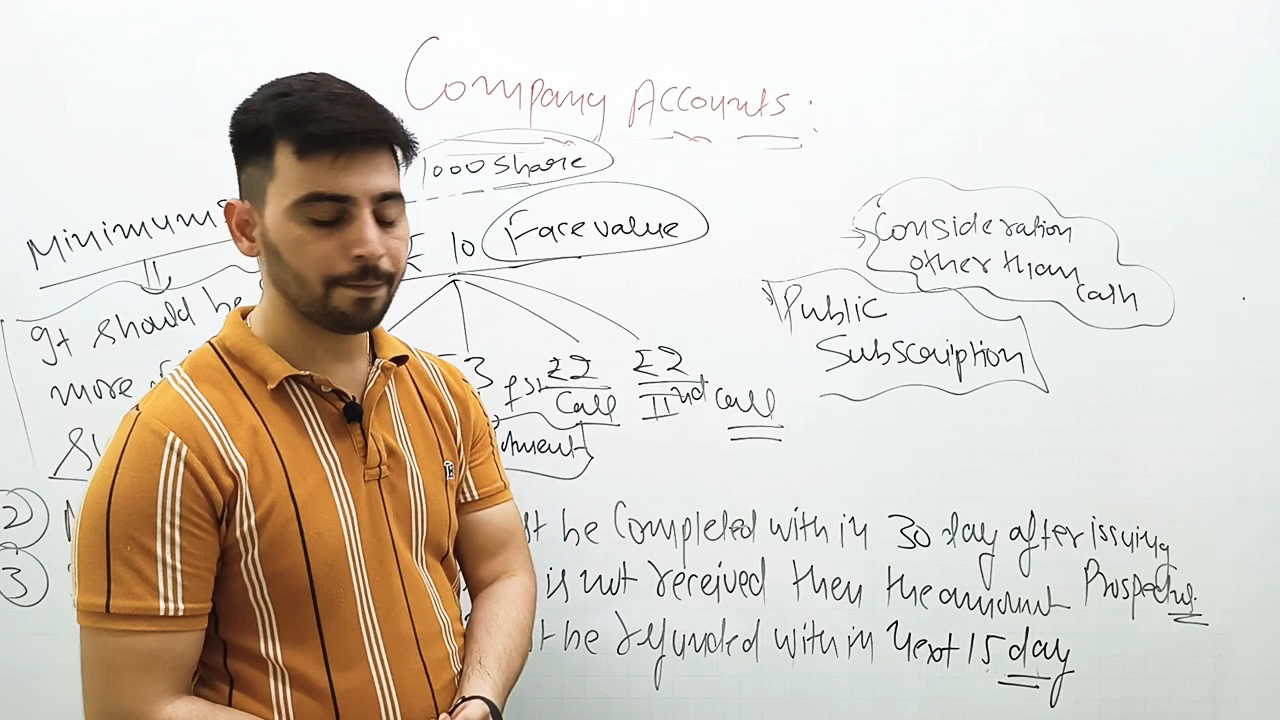 Company Accounts:
1000 share
Minimum
10 Face value
It should be
more
3 ₹2 ₹2
Call IInd Call
Consideration
other than
cash
Public
Subscription
2
be Completed with in 30 day after issuing
Prospectus.
3
is not received then the amount
be refunded with in next 15 day